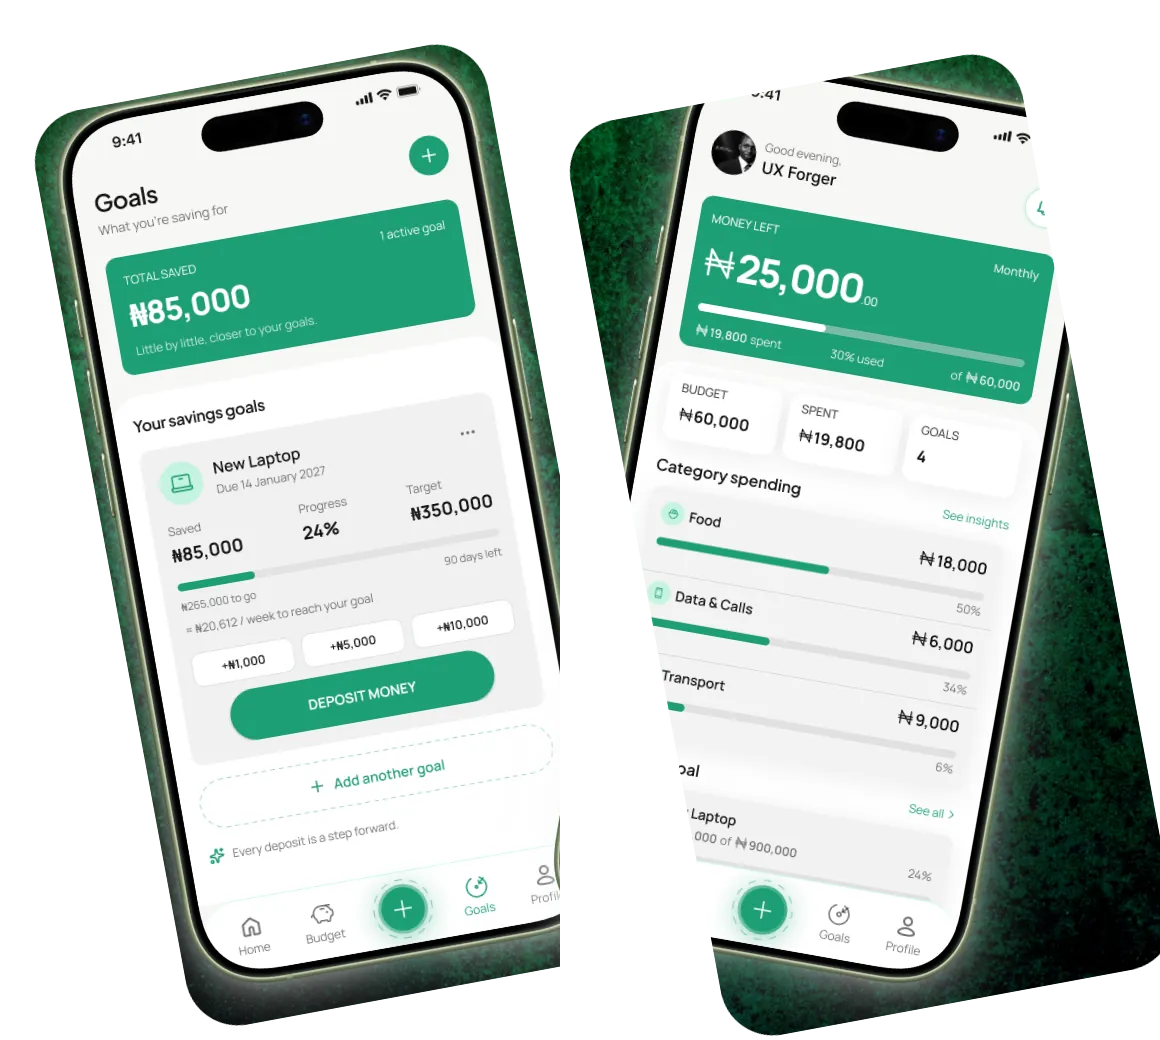 9:41
Goals
What you're saving for
1 active goal
TOTAL SAVED
₦85,000
Little by little, closer to your goals.
Your savings goals
New Laptop
Due 14 January 2027
Saved
₦85,000
Progress
24%
Target
₦350,000
₦265,000 to go
90 days left
≈ ₦20,612 / week to reach your goal
+₦1,000
+₦5,000
+₦10,000
DEPOSIT MONEY
Add another goal
Every deposit is a step forward.
Home
Budget
Goals
Profil
9:41
Good evening,
UX Forger
MONEY LEFT
Monthly
₦25,000.00
₦19,800 spent
30% used
of ₦60,000
BUDGET
₦60,000
SPENT
₦19,800
GOALS
4
Category spending
See insights
Food
₦18,000
50%
Data & Calls
₦6,000
34%
Transport
₦9,000
6%
oal
See all
Laptop
000 of ₦900,000
24%
Goals
Profile